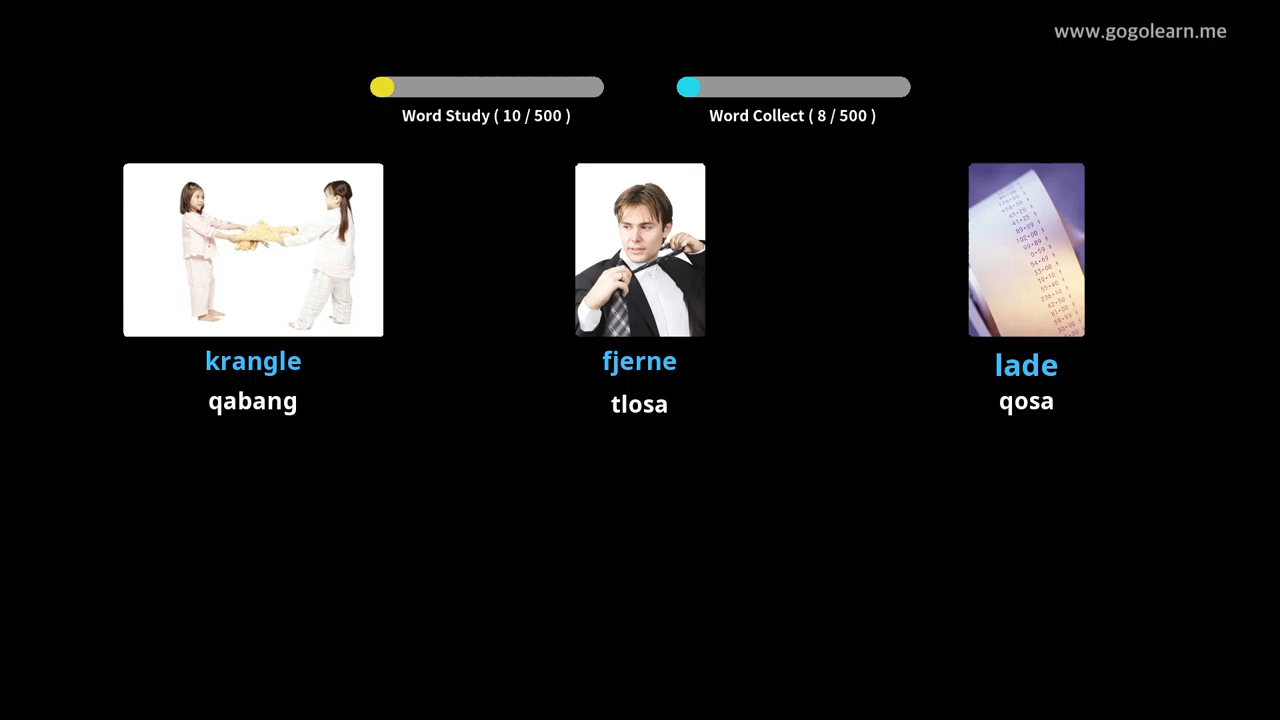 www.gogolearn.me
Word Study ( 10 / 500 )
Word Collect ( 8 / 500 )
krangle
fjerne
lade
qabang
tlosa
qosa